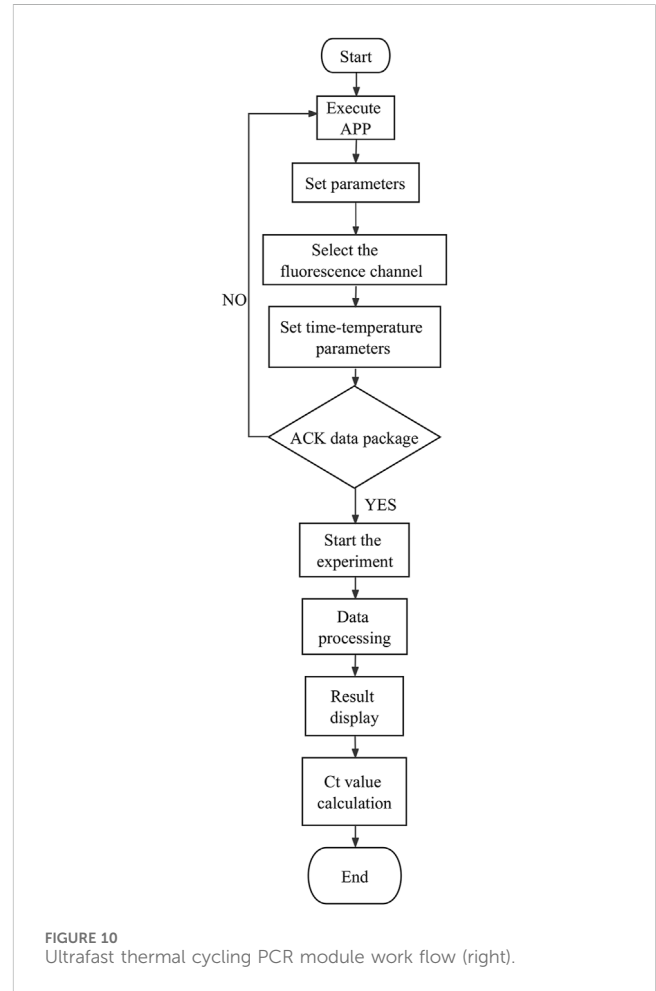 Start
Execute
APP
Set parameters
Select the
fluorescence channel
NO
Set time-temperature
parameters
ACK data package
YES
Start the
experiment
Data
processing
Result
display
Ct value
calculation
End
FIGURE 10
Ultrafast thermal cycling PCR module work flow (right).